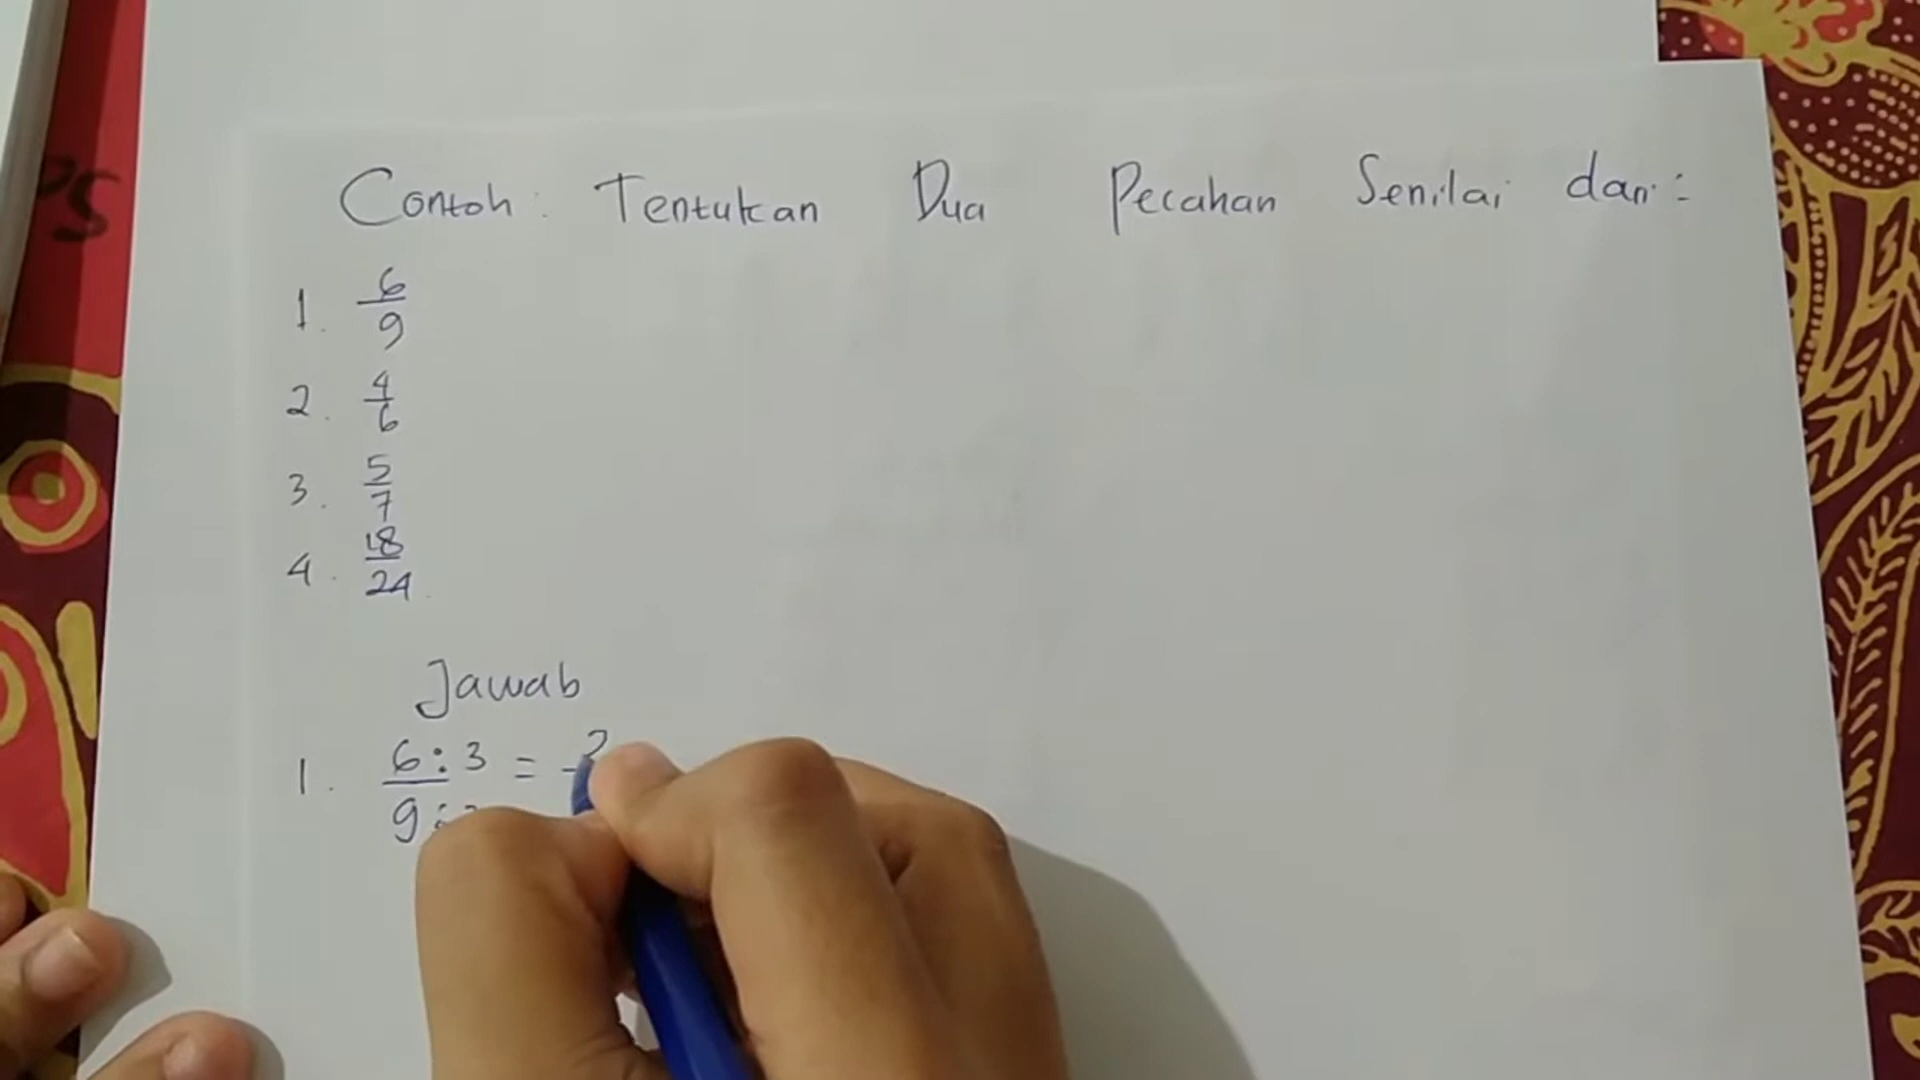 Contoh: Tentukan Dua Pecahan Senilai dari:
1. 6/9
2. 4/6
3. 5/7
4. 18/24
Jawab
1. 6:3 = 2
9: